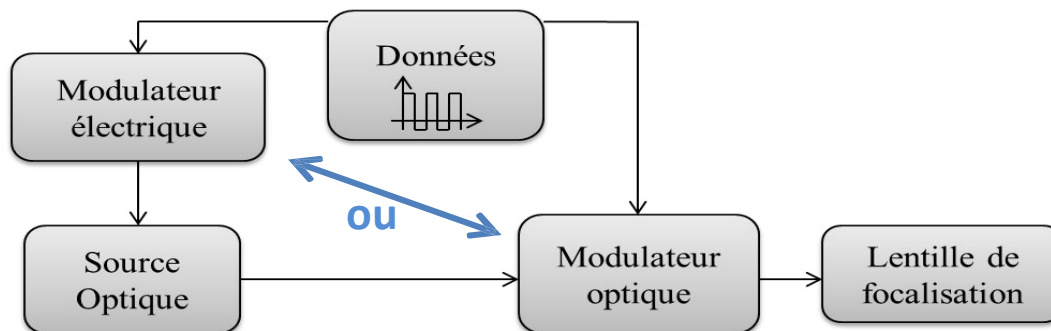 Données
Modulateur
électrique
ou
Source
Optique
Modulateur
optique
Lentille de
focalisation